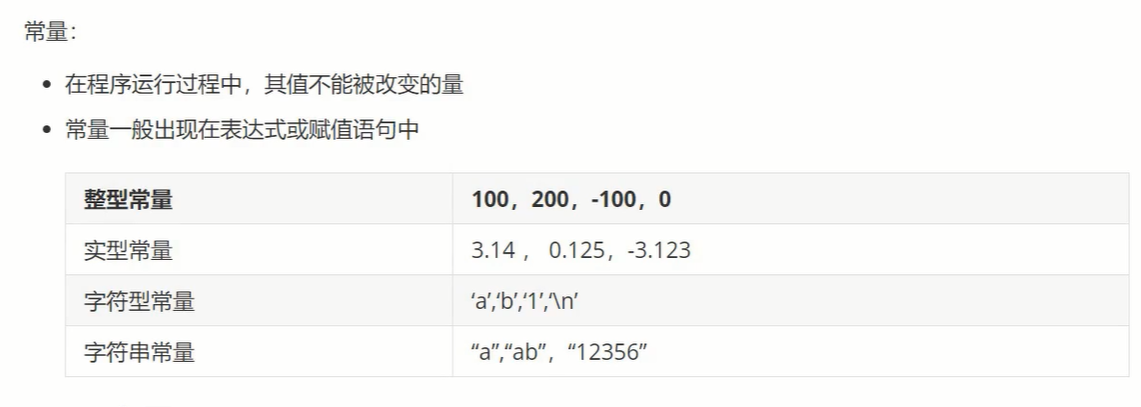 常量：
• 在程序运行过程中，其值不能被改变的量
• 常量一般出现在表达式或赋值语句中
整型常量 100，200，-100，0
实型常量 3.14 ， 0.125，-3.123
字符型常量 ‘a’,‘b’,‘1’,‘\n’
字符串常量 “a”,“ab”，“12356”